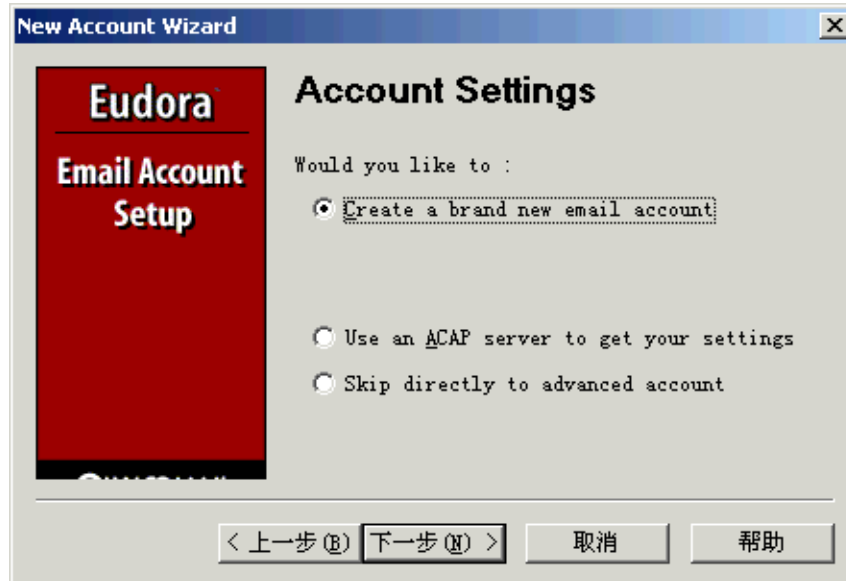 New Account Wizard
Eudora
Email Account
Setup
Account Settings
Would you like to :
Create a brand new email account
Use an ACAP server to get your settings
Skip directly to advanced account
< 上一步(B)
下一步(N) >
取消
帮助